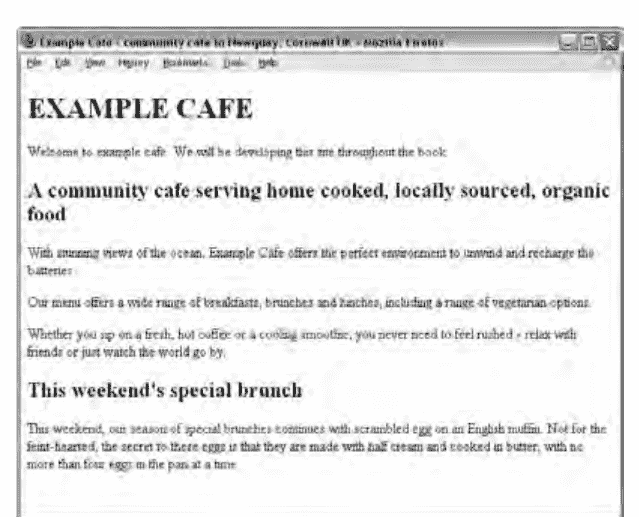 Example Cafe - community cafe in Newquay, Cornwall UK - Mozilla Firefox
File Edit View History Bookmarks Tools Help
EXAMPLE CAFE
Welcome to example cafe. We will be developing this site throughout the book.
A community cafe serving home cooked, locally sourced, organic
food
With stunning views of the ocean, Example Cafe offers the perfect environment to unwind and recharge the
batteries.
Our menu offers a wide range of breakfasts, brunches and lunches, including a range of vegetarian options.
Whether you sip on a fresh, hot coffee or a cooling smoothie, you never need to feel rushed - relax with
friends or just watch the world go by.
This weekend's special brunch
This weekend, our season of special brunches continues with scrambled egg on an English muffin. Not for the
feint-hearted, the secret to these eggs is that they are made with half cream and cooked in butter, with no
more than four eggs in the pan at a time.